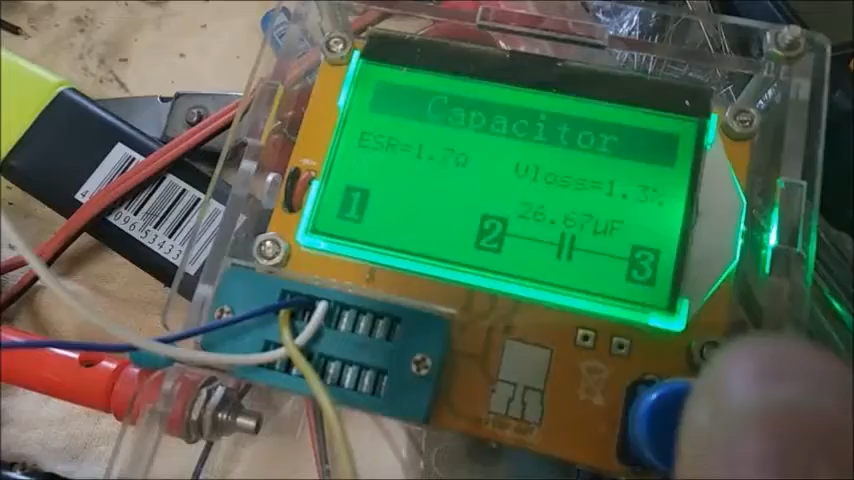 Capacitor
ESR=1.7Ω
Vloss=1.3%
26.67µF
1
2
3